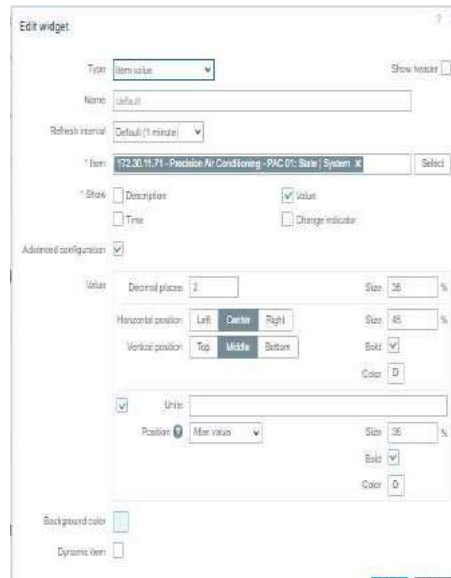 Edit widget
?
Type Item value Show header
Name default
Refresh interval Default (1 minute)
* Item 172.30.11.71 - Precision Air Conditioning - PAC 01: State | System x Select
* Show Description Value
Time Change indicator
Advanced configuration
Value Decimal places 2 Size 35 %
Horizontal position Left Center Right Size 45 %
Vertical position Top Middle Bottom Bold
Color D
Units
Position ? After value Size 35 %
Bold
Color D
Background color
Dynamic item